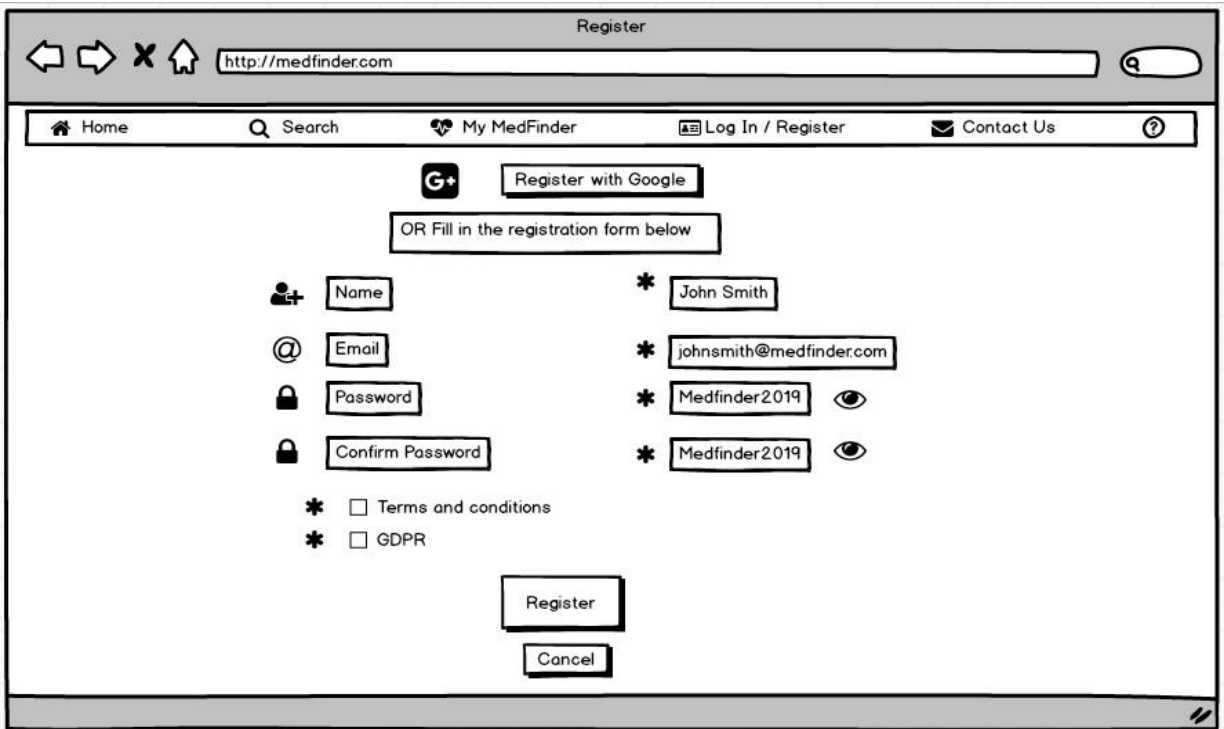 Register
http://medfinder.com
Home Search My MedFinder Log In / Register Contact Us ?
G+ Register with Google
OR Fill in the registration form below
Name * John Smith
@ Email * johnsmith@medfinder.com
Password * Medfinder2019
Confirm Password * Medfinder2019
* Terms and conditions
* GDPR
Register
Cancel